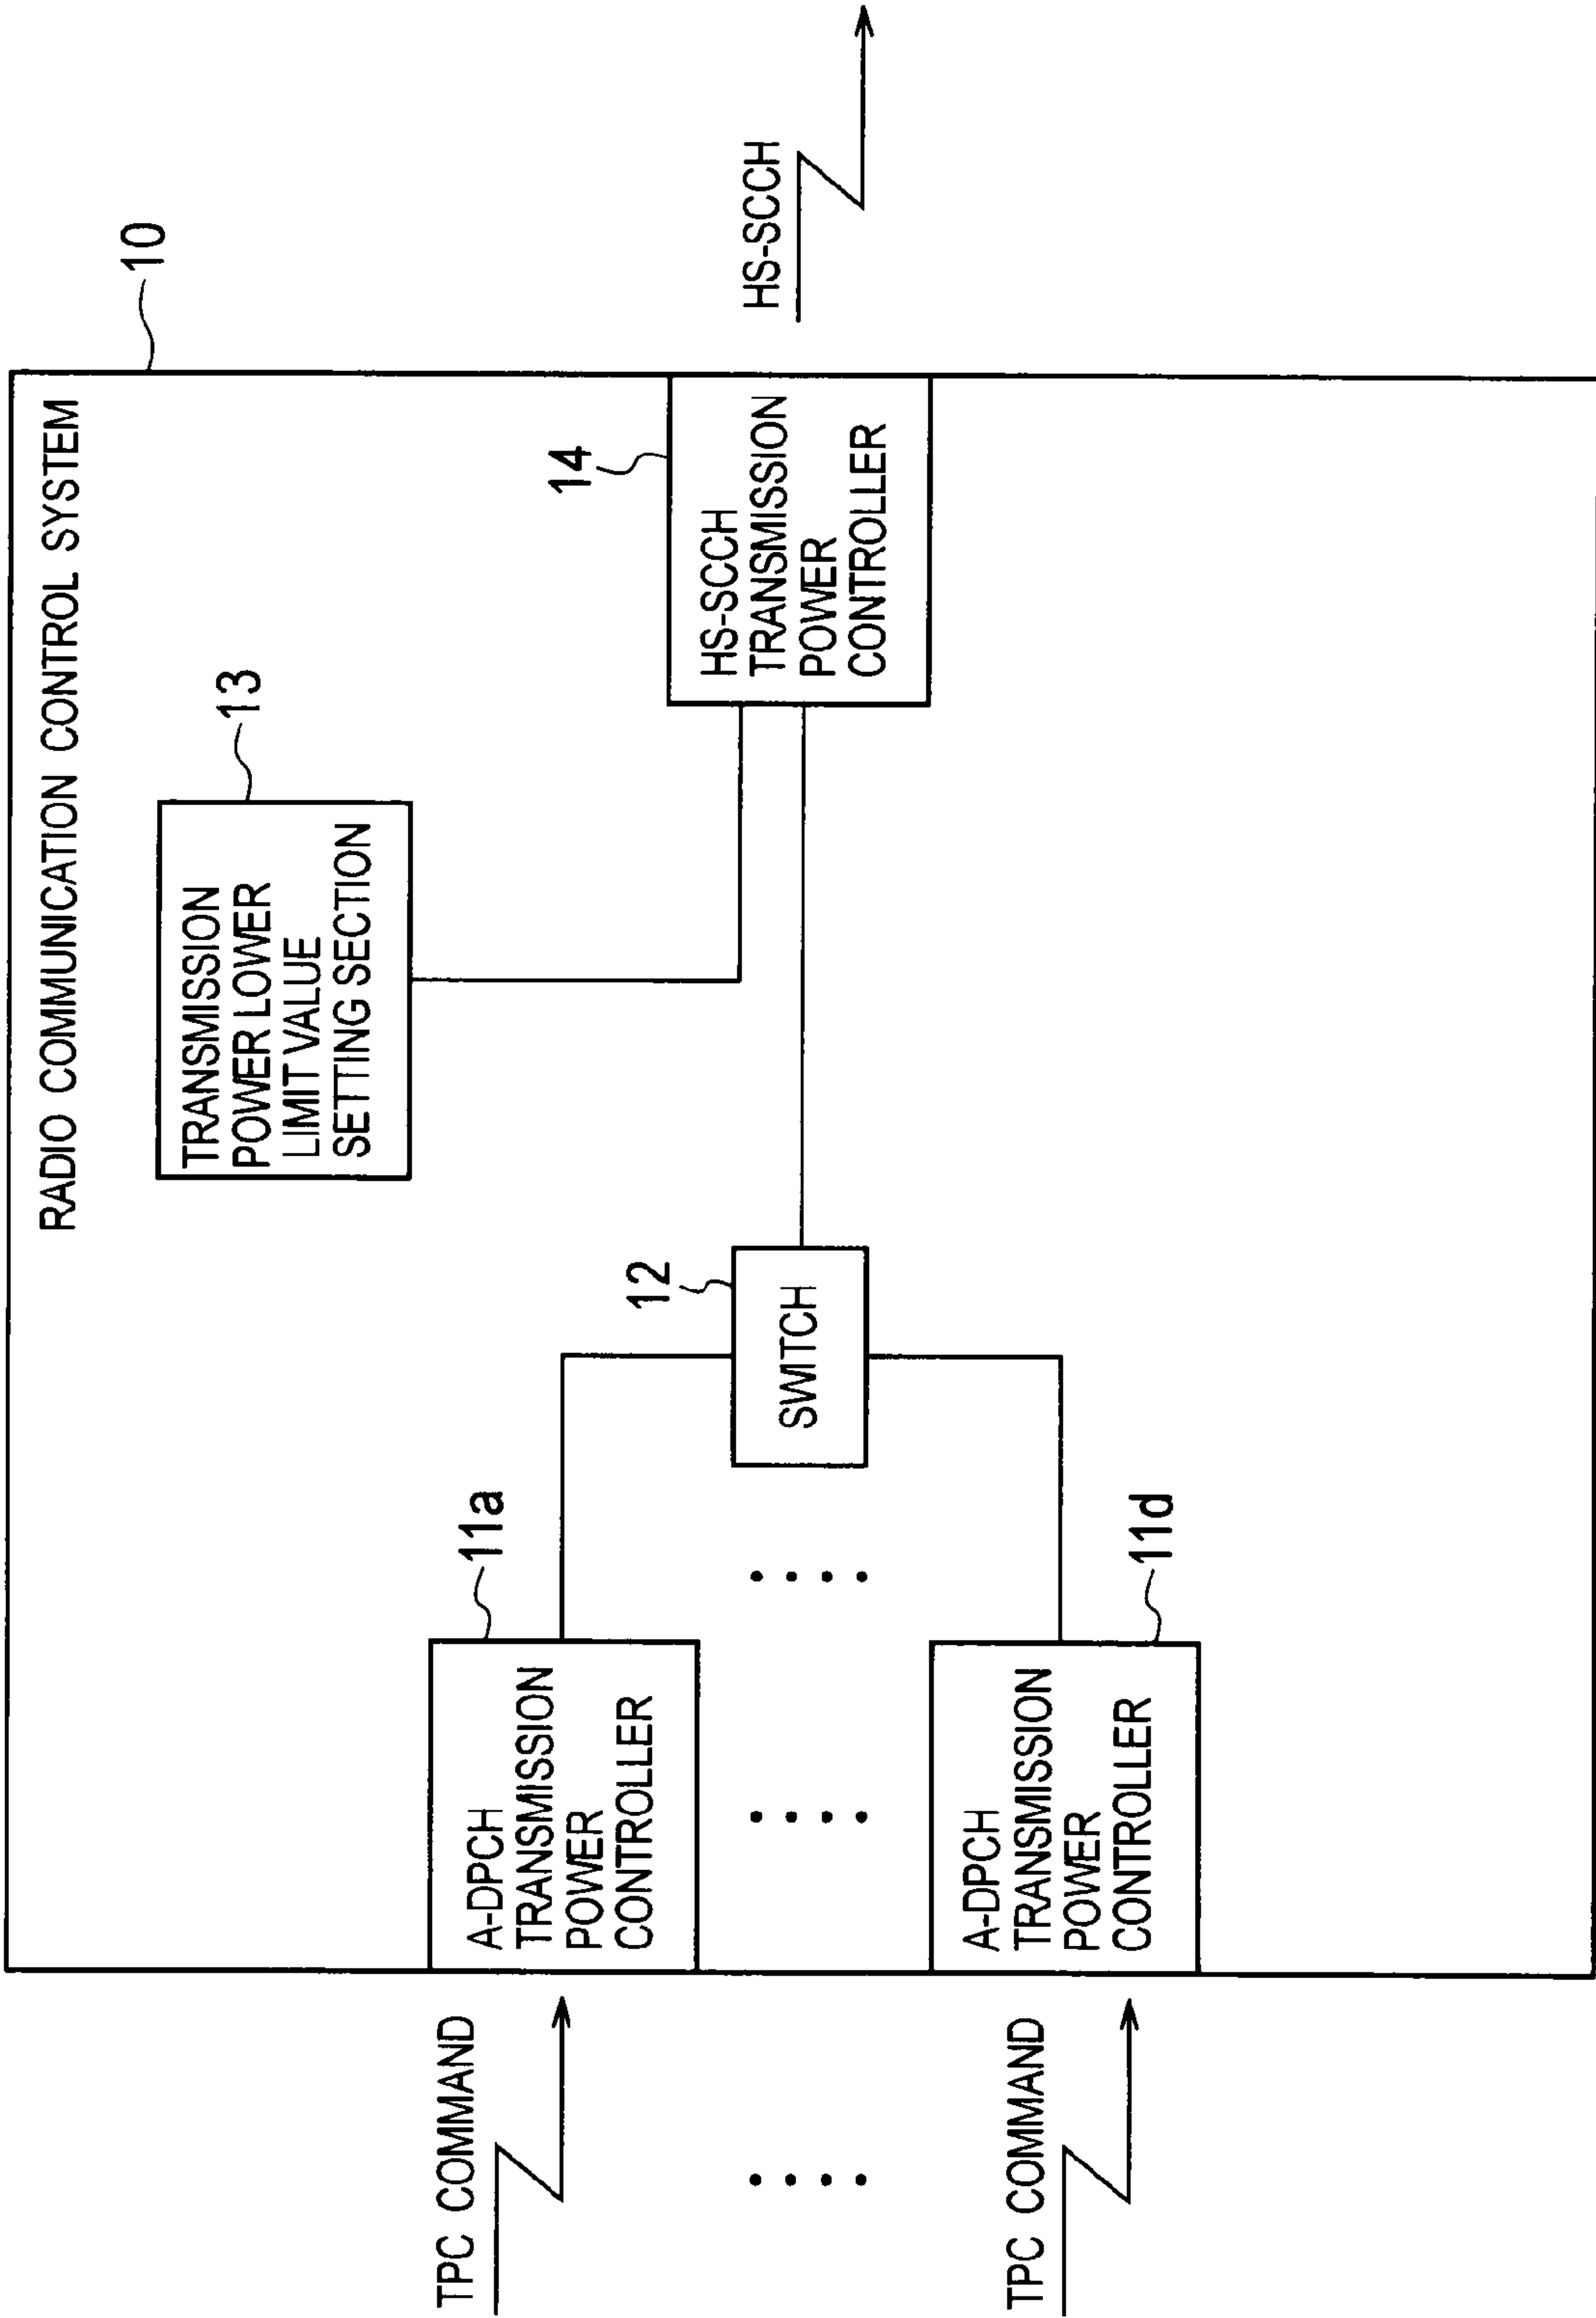 RADIO COMMUNICATION CONTROL SYSTEM
10
TPC COMMAND
A-DPCH
TRANSMISSION
POWER
CONTROLLER
11a
TPC COMMAND
A-DPCH
TRANSMISSION
POWER
CONTROLLER
11d
SWITCH
12
TRANSMISSION
POWER LOWER
LIMIT VALUE
SETTING SECTION
13
HS-SCCH
TRANSMISSION
POWER
CONTROLLER
14
HS-SCCH